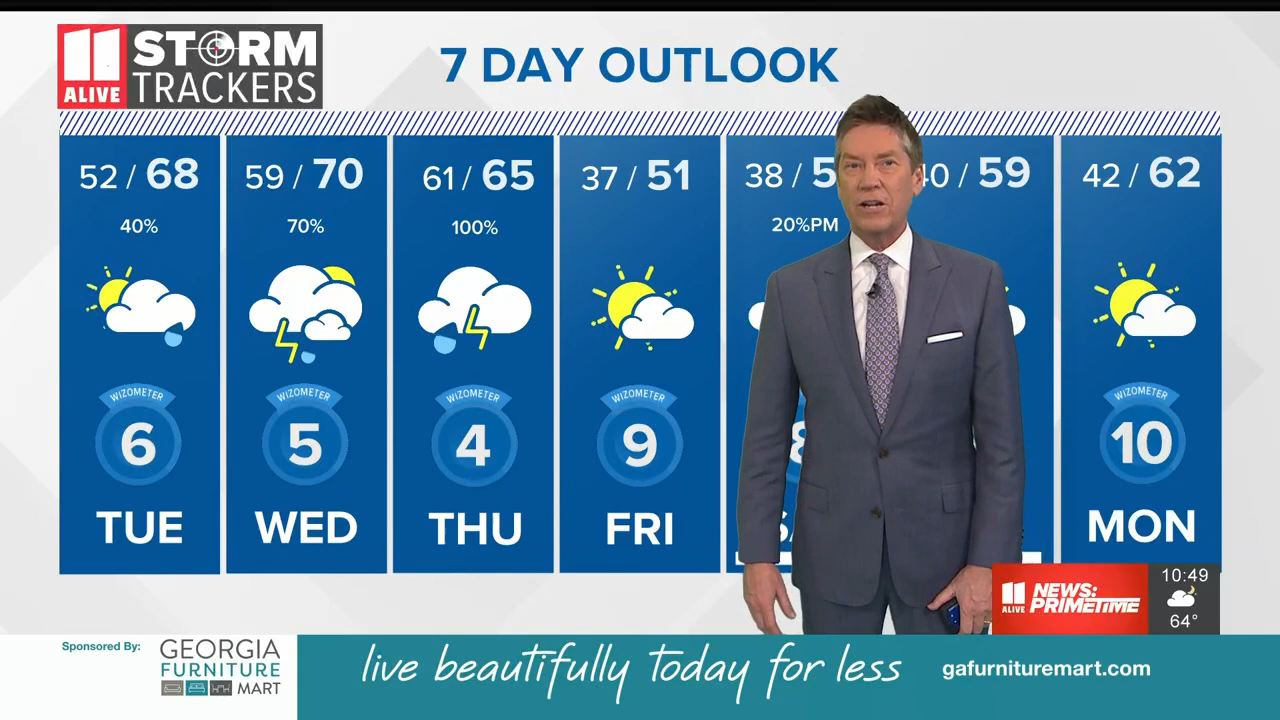 11 ALIVE
STORM
TRACKERS
7 DAY OUTLOOK
52 / 68
59 / 70
61 / 65
37 / 51
38 / 5
40 / 59
42 / 62
40%
70%
100%
20%PM
WIZOMETER
WIZOMETER
WIZOMETER
WIZOMETER
WIZOMETER
6
5
4
9
8
10
TUE
WED
THU
FRI
MON
11 ALIVE
NEWS:
PRIMETIME
10:49
64°
Sponsored By:
GEORGIA
FURNITURE
MART
live beautifully today for less
gafurnituremart.com